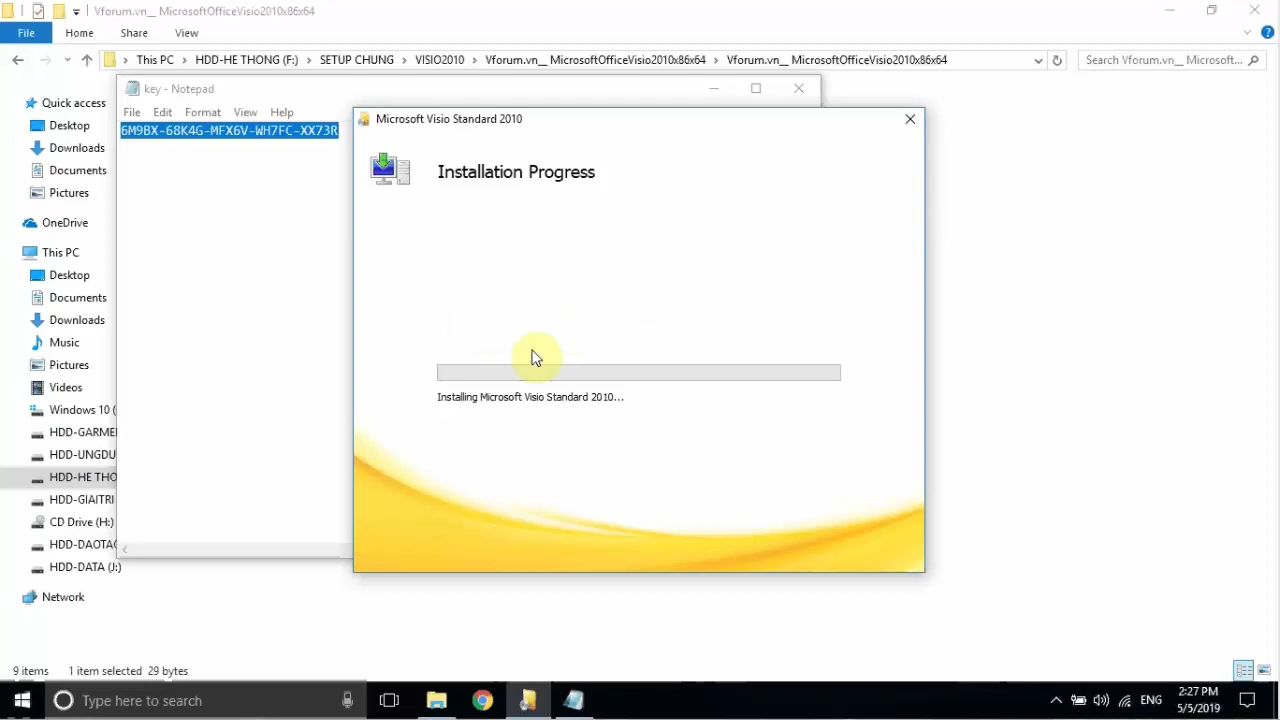 Vforum.vn__ MicrosoftOfficeVisio2010x86x64
File Home Share View
This PC HDD-HE THONG (F:) SETUP CHUNG VISIO2010 Vforum.vn__ MicrosoftOfficeVisio2010x86x64 Vforum.vn__ MicrosoftOfficeVisio2010x86x64
Search Vforum.vn__ Microsoft...
Quick access
Desktop
Downloads
Documents
Pictures
OneDrive
This PC
Desktop
Documents
Downloads
Music
Pictures
Videos
Windows 10 (
HDD-GARME
HDD-UNGDU
HDD-HE THO
HDD-GIAITRI
CD Drive (H:)
HDD-DAOTAO
HDD-DATA (J:)
Network
key - Notepad
File Edit Format View Help
6M9BX-68K4G-MFX6V-WH7FC-XX73R
Microsoft Visio Standard 2010
Installation Progress
Installing Microsoft Visio Standard 2010...
9 items 1 item selected 29 bytes
Type here to search
ENG
2:27 PM
5/5/2019